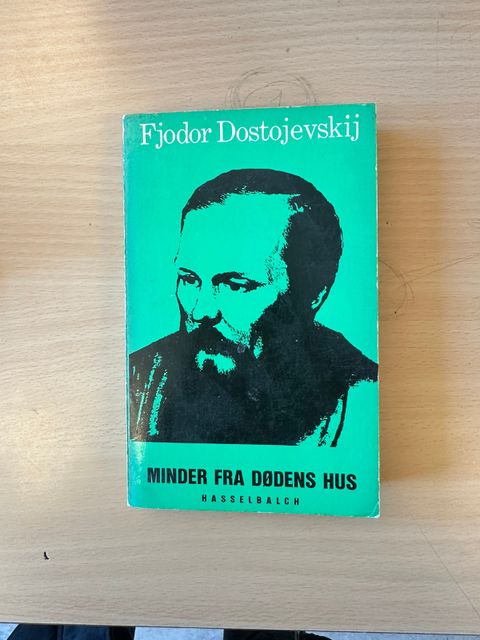 Fjodor Dostojevskij
MINDER FRA DØDENS HUS
HASSELBALCH